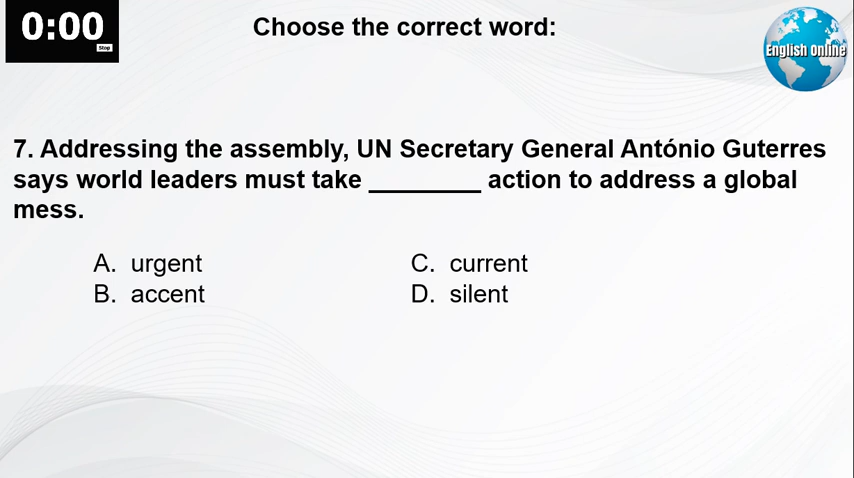 0:00
Stop
Choose the correct word:
English Online
7. Addressing the assembly, UN Secretary General António Guterres
says world leaders must take ________ action to address a global
mess.
A. urgent
B. accent
C. current
D. silent